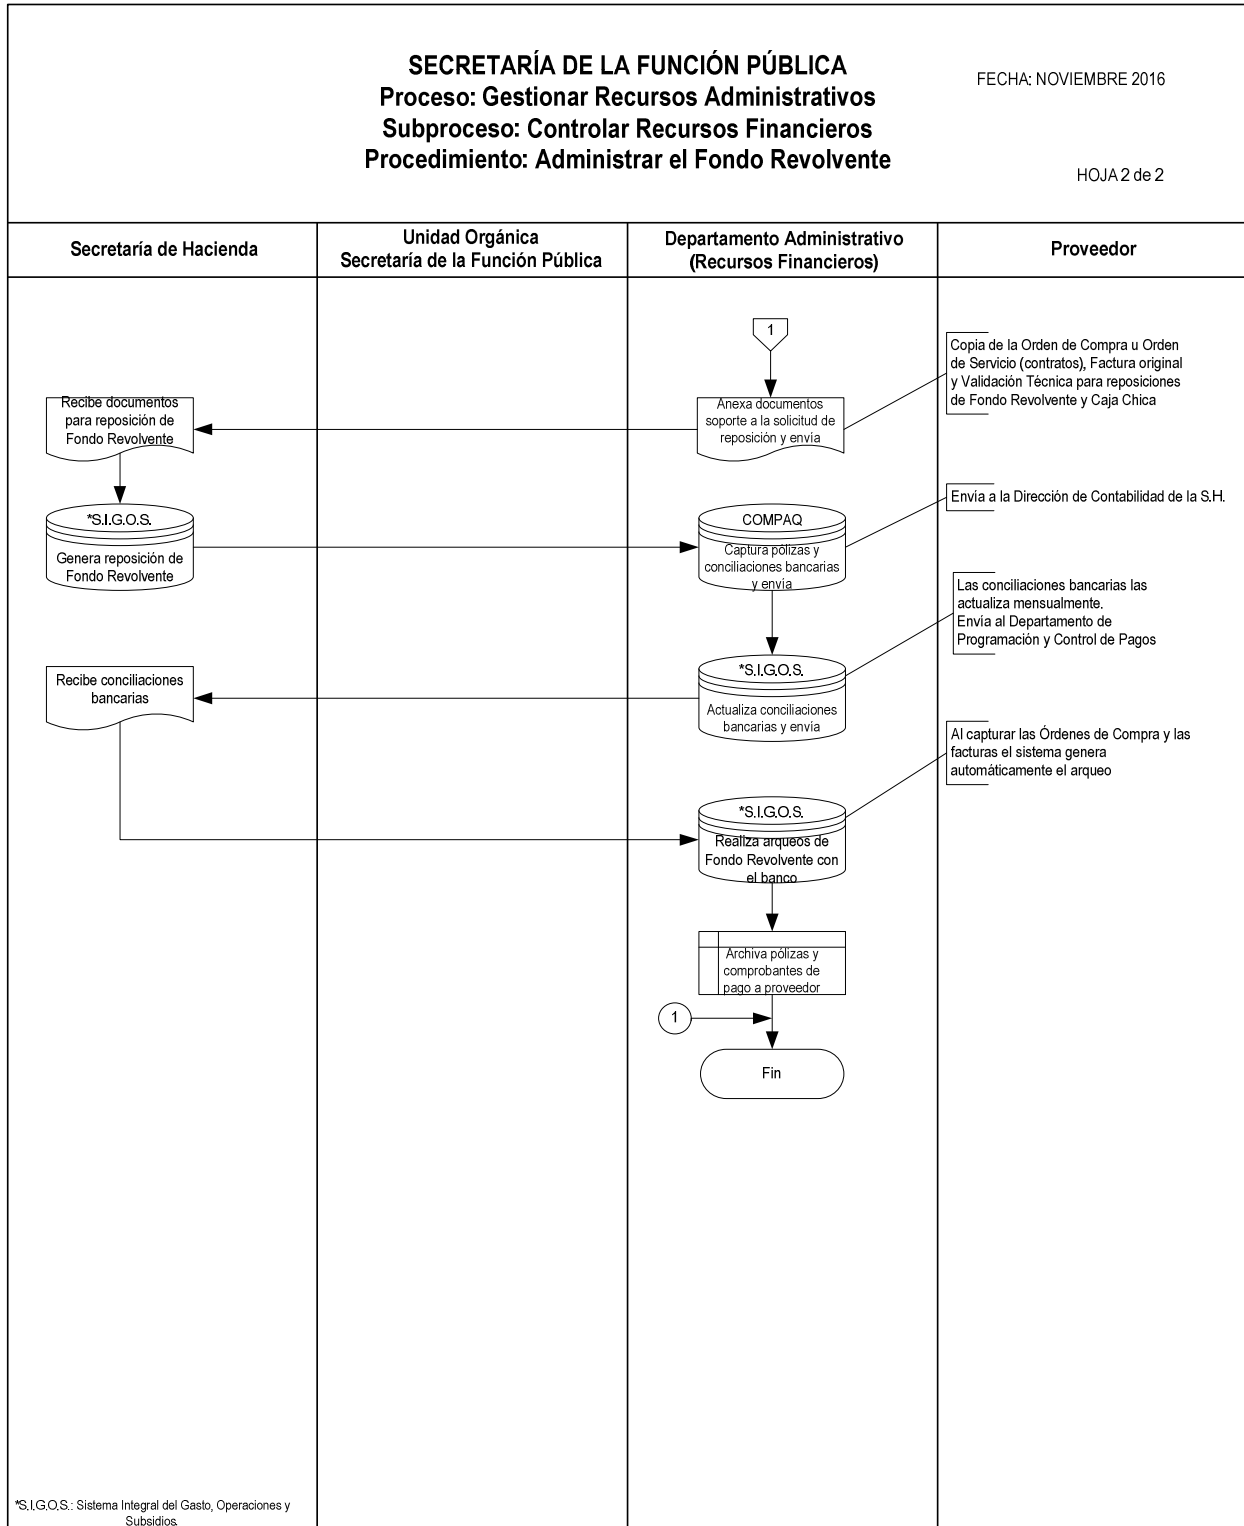 SECRETARÍA DE LA FUNCIÓN PÚBLICA
Proceso: Gestionar Recursos Administrativos
Subproceso: Controlar Recursos Financieros
Procedimiento: Administrar el Fondo Revolvente
FECHA: NOVIEMBRE 2016
HOJA 2 de 2
Secretaría de Hacienda
Unidad Orgánica
Secretaría de la Función Pública
Departamento Administrativo
(Recursos Financieros)
Proveedor
1
Copia de la Orden de Compra u Orden
de Servicio (contratos), Factura original
y Validación Técnica para reposiciones
de Fondo Revolvente y Caja Chica
Anexa documentos
soporte a la solicitud de
reposición y envía
Recibe documentos
para reposición de
Fondo Revolvente
*S.I.G.O.S.
Genera reposición de
Fondo Revolvente
COMPAQ
Captura pólizas y
conciliaciones bancarias
y envía
Envía a la Dirección de Contabilidad de la S.H.
Las conciliaciones bancarias las
actualiza mensualmente.
Envía al Departamento de
Programación y Control de Pagos
*S.I.G.O.S.
Actualiza conciliaciones
bancarias y envía
Recibe conciliaciones
bancarias
Al capturar las Órdenes de Compra y las
facturas el sistema genera
automáticamente el arqueo
*S.I.G.O.S.
Realiza arqueos de
Fondo Revolvente con
el banco
Archiva pólizas y
comprobantes de
pago a proveedor
1
Fin
*S.I.G.O.S.: Sistema Integral del Gasto, Operaciones y
Subsidios.